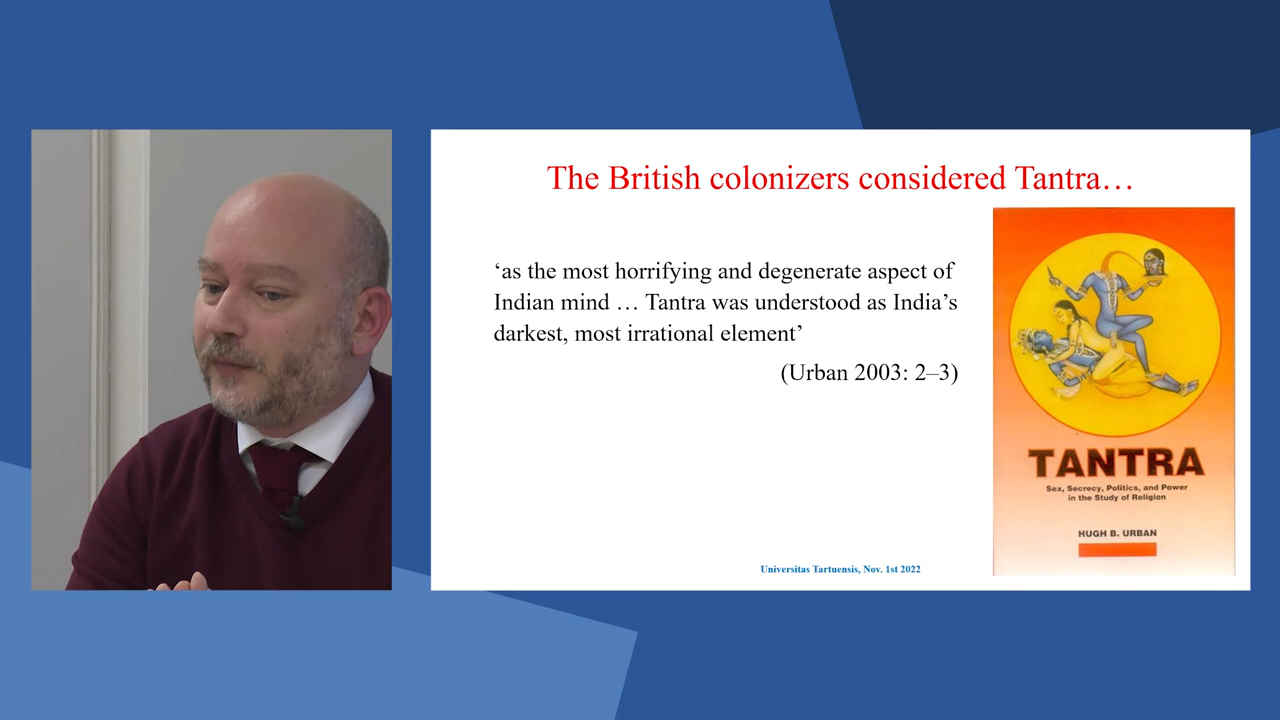 The British colonizers considered Tantra…
‘as the most horrifying and degenerate aspect of
Indian mind … Tantra was understood as India’s
darkest, most irrational element’
(Urban 2003: 2–3)
TANTRA
Sex, Secrecy, Politics, and Power
in the Study of Religion
HUGH B. URBAN
Universitas Tartuensis, Nov. 1st 2022